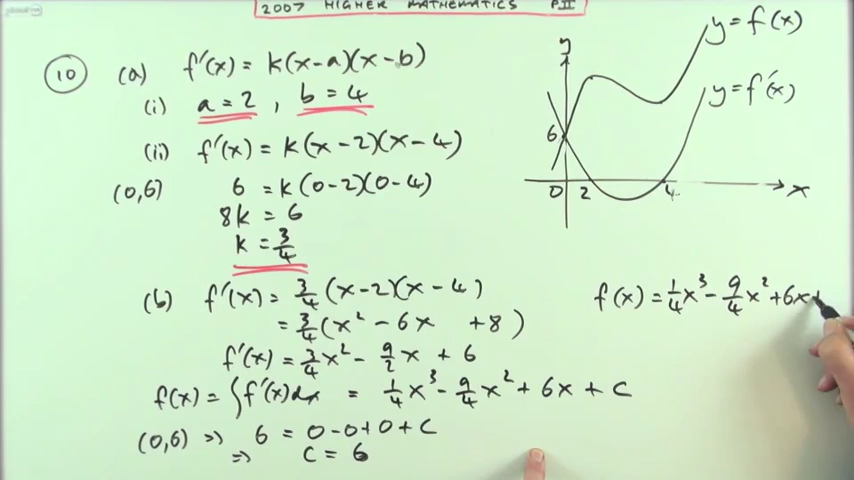 2007 HIGHER MATHEMATICS PII
10 (a) f'(x) = k(x-a)(x-b)
(i) a = 2 , b = 4
(ii) f'(x) = k(x-2)(x-4)
(0,6) 6 = k(0-2)(0-4)
8k = 6
k = 3/4
(b) f'(x) = 3/4 (x-2)(x-4)
= 3/4 (x² - 6x + 8)
f'(x) = 3/4 x² - 9/2 x + 6
f(x) = ∫f'(x)dx = 1/4 x³ - 9/4 x² + 6x + C
(0,6) => 6 = 0-0+0+C
=> C = 6
y
y = f(x)
y = f'(x)
6
0 2 4 x
f(x) = 1/4 x³ - 9/4 x² + 6x+